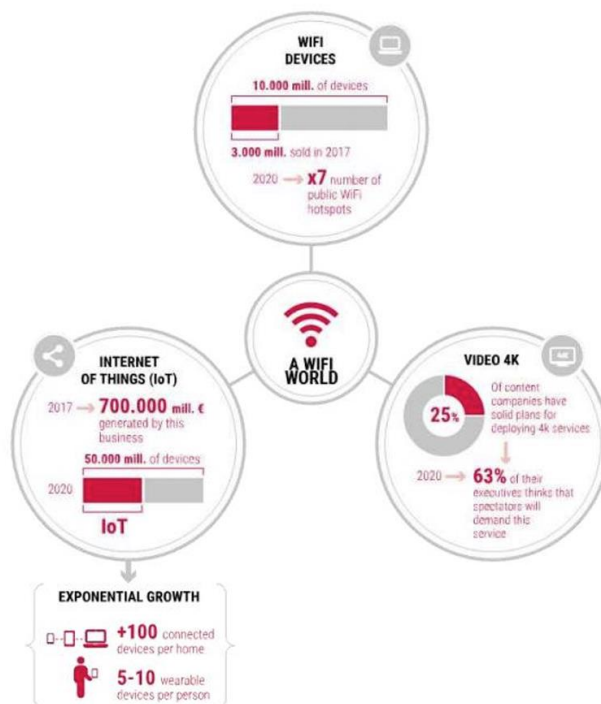 WIFI
DEVICES
10.000 mill. of devices
3.000 mill. sold in 2017
2020 → x7 number of
public WiFi
hotspots
A WIFI
WORLD
INTERNET
OF THINGS (IoT)
2017 → 700.000 mill. €
generated by this
business
50.000 mill. of devices
2020
IoT
EXPONENTIAL GROWTH
+100 connected
devices per home
5-10 wearable
devices per person
4K
VIDEO 4K
25%
Of content
companies have
solid plans for
deploying 4k services
2020 → 63% of their
executives thinks that
spectators will
demand this
service